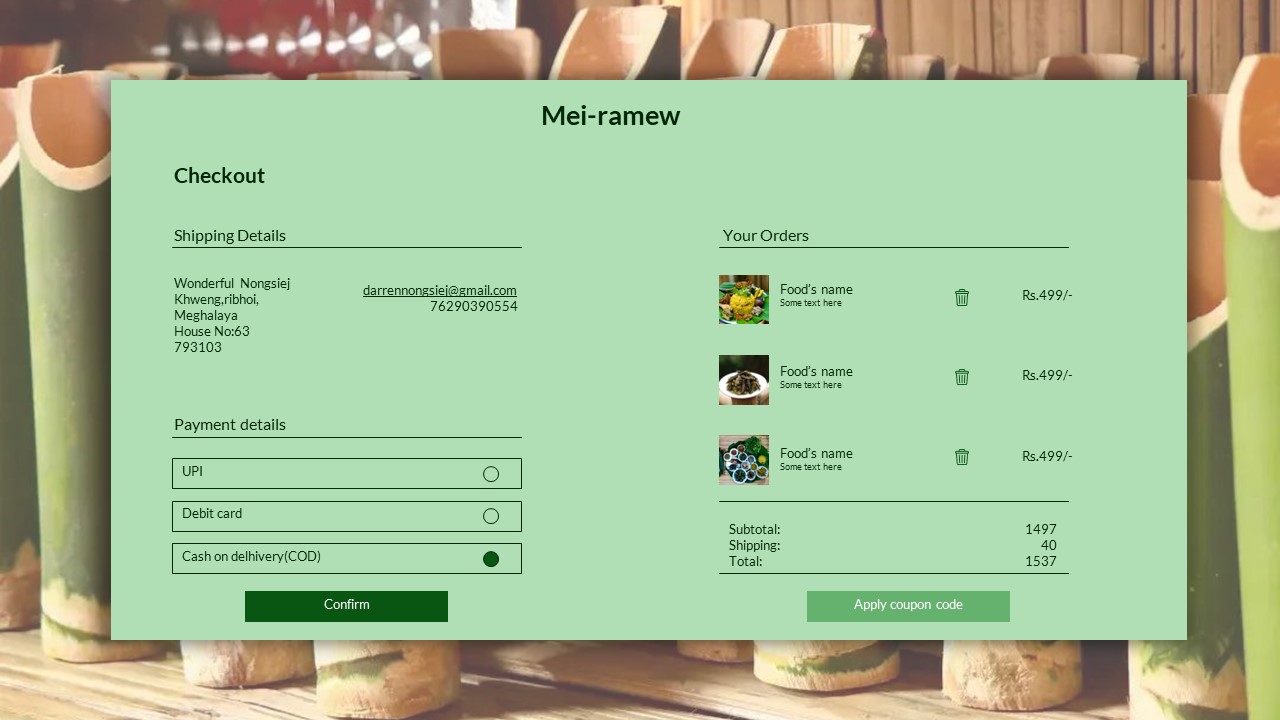 Mei-ramew
Checkout
Shipping Details
Wonderful Nongsiej
Khweng,ribhoi,
Meghalaya
House No:63
793103
darrennongsiej@gmail.com
76290390554
Payment details
UPI
Debit card
Cash on delhivery(COD)
Confirm
Your Orders
Food's name
Some text here
Rs.499/-
Food's name
Some text here
Rs.499/-
Food's name
Some text here
Rs.499/-
Subtotal: 1497
Shipping: 40
Total: 1537
Apply coupon code